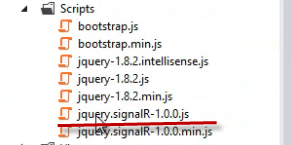 Scripts
bootstrap.js
bootstrap.min.js
jquery-1.8.2.intellisense.js
jquery-1.8.2.js
jquery-1.8.2.min.js
jquery.signalR-1.0.0.js
jquery.signalR-1.0.0.min.js